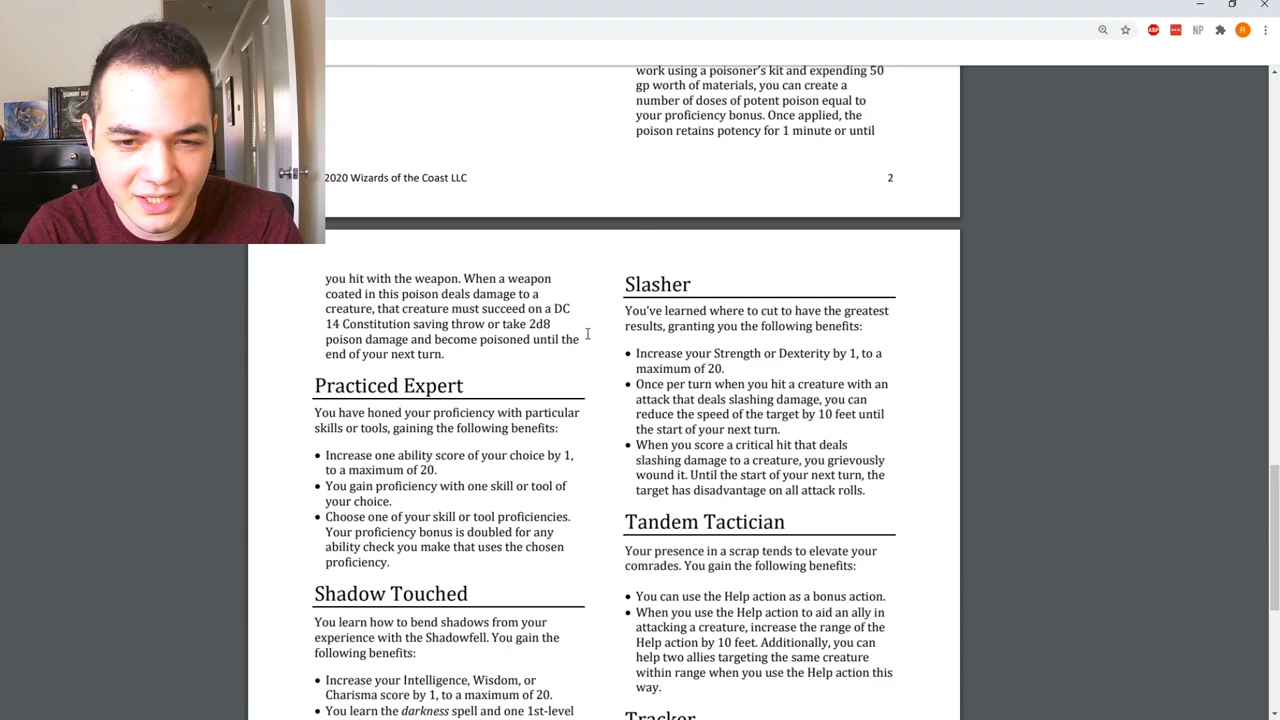 work using a poisoner's kit and expending 50
gp worth of materials, you can create a
number of doses of potent poison equal to
your proficiency bonus. Once applied, the
poison retains potency for 1 minute or until
2020 Wizards of the Coast LLC
2
you hit with the weapon. When a weapon
coated in this poison deals damage to a
creature, that creature must succeed on a DC
14 Constitution saving throw or take 2d8
poison damage and become poisoned until the
end of your next turn.
Practiced Expert
You have honed your proficiency with particular
skills or tools, gaining the following benefits:
• Increase one ability score of your choice by 1,
to a maximum of 20.
• You gain proficiency with one skill or tool of
your choice.
• Choose one of your skill or tool proficiencies.
Your proficiency bonus is doubled for any
ability check you make that uses the chosen
proficiency.
Shadow Touched
You learn how to bend shadows from your
experience with the Shadowfell. You gain the
following benefits:
• Increase your Intelligence, Wisdom, or
Charisma score by 1, to a maximum of 20.
• You learn the darkness spell and one 1st-level
Slasher
You've learned where to cut to have the greatest
results, granting you the following benefits:
• Increase your Strength or Dexterity by 1, to a
maximum of 20.
• Once per turn when you hit a creature with an
attack that deals slashing damage, you can
reduce the speed of the target by 10 feet until
the start of your next turn.
• When you score a critical hit that deals
slashing damage to a creature, you grievously
wound it. Until the start of your next turn, the
target has disadvantage on all attack rolls.
Tandem Tactician
Your presence in a scrap tends to elevate your
comrades. You gain the following benefits:
• You can use the Help action as a bonus action.
• When you use the Help action to aid an ally in
attacking a creature, increase the range of the
Help action by 10 feet. Additionally, you can
help two allies targeting the same creature
within range when you use the Help action this
way.
Tracker
ABP
NP
R